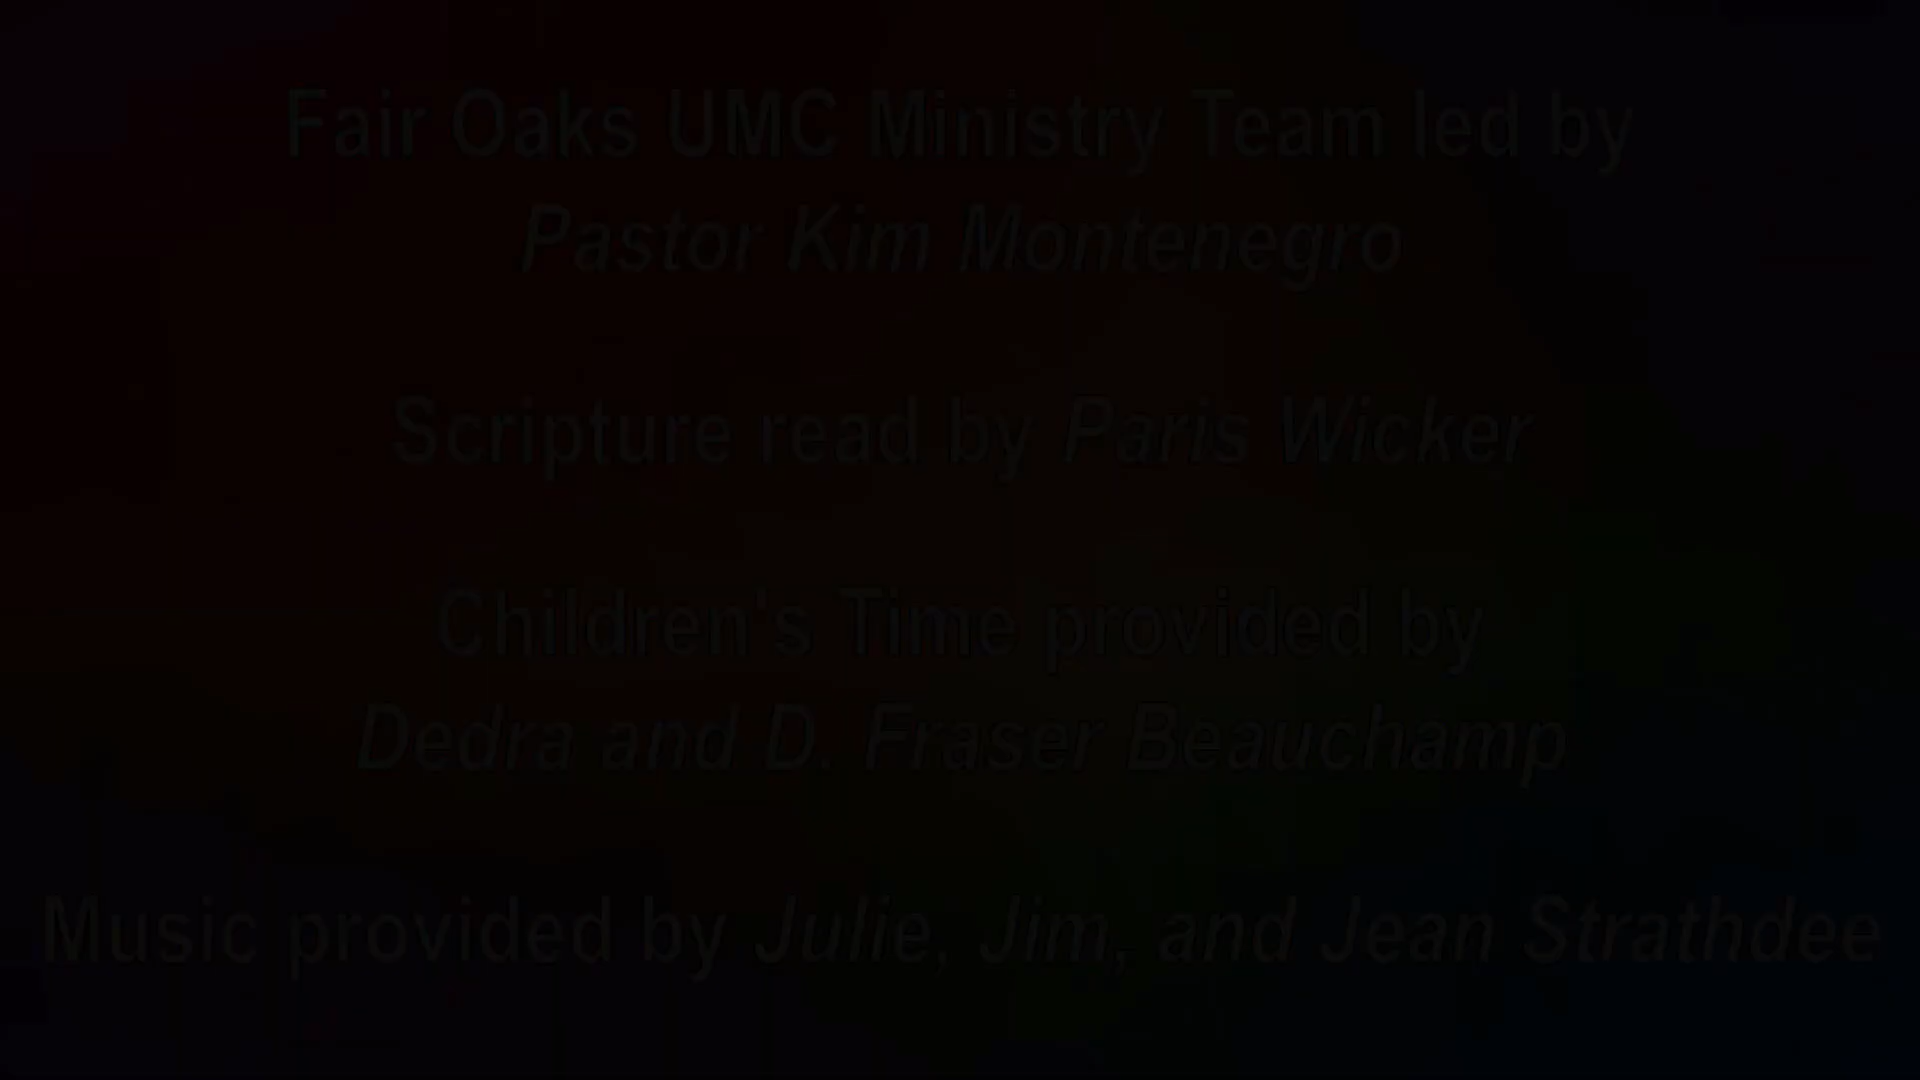 Fair Oaks UMC Ministry Team led by
Pastor Kim Montenegro
Scripture read by Paris Wicker
Children's Time provided by
Dedra and D. Fraser Beauchamp
Music provided by Julie, Jim, and Jean Strathdee